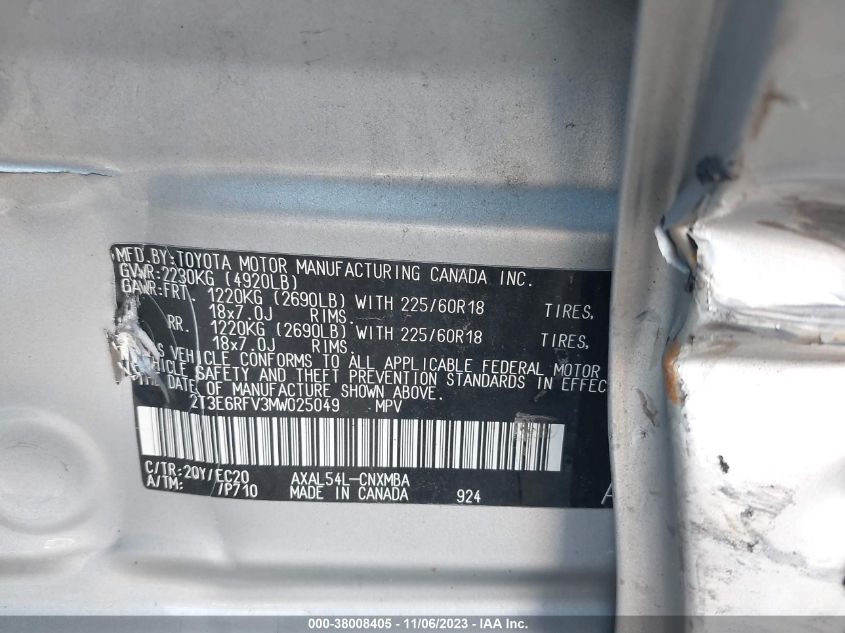 MFD.BY:TOYOTA MOTOR MANUFACTURING CANADA INC.
GVWR:2230KG (4920LB)
GAWR:FRT. 1220KG (2690LB) WITH 225/60R18 TIRES,
18x7.0J RIMS.
RR. 1220KG (2690LB) WITH 225/60R18 TIRES,
18x7.0J RIMS.
S VEHICLE CONFORMS TO ALL APPLICABLE FEDERAL MOTOR
VEHICLE SAFETY AND THEFT PREVENTION STANDARDS IN EFFEC
THE DATE OF MANUFACTURE SHOWN ABOVE.
2T3E6RFV3MW025049 MPV
C/TR:2QY/EC20 AXAL54L-CNXMBA
A/TM: /P710 MADE IN CANADA 924
A
000-38008405 - 11/06/2023 - IAA Inc.